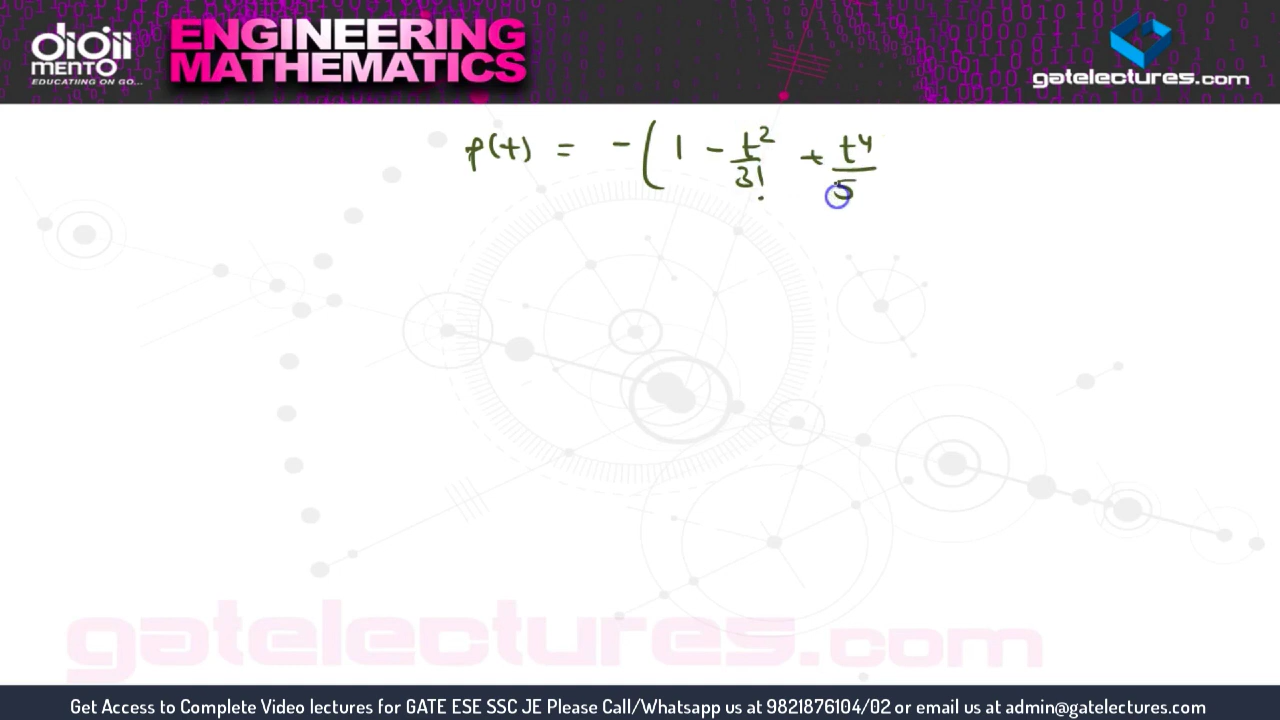 digii MENTO EDUCATIING ON GO... ENGINEERING MATHEMATICS gatelectures.com
p(t) = - ( 1 - t²/3! + t⁴/5
gatelectures.com
Get Access to Complete Video lectures for GATE ESE SSC JE Please Call/Whatsapp us at 9821876104/02 or email us at admin@gatelectures.com